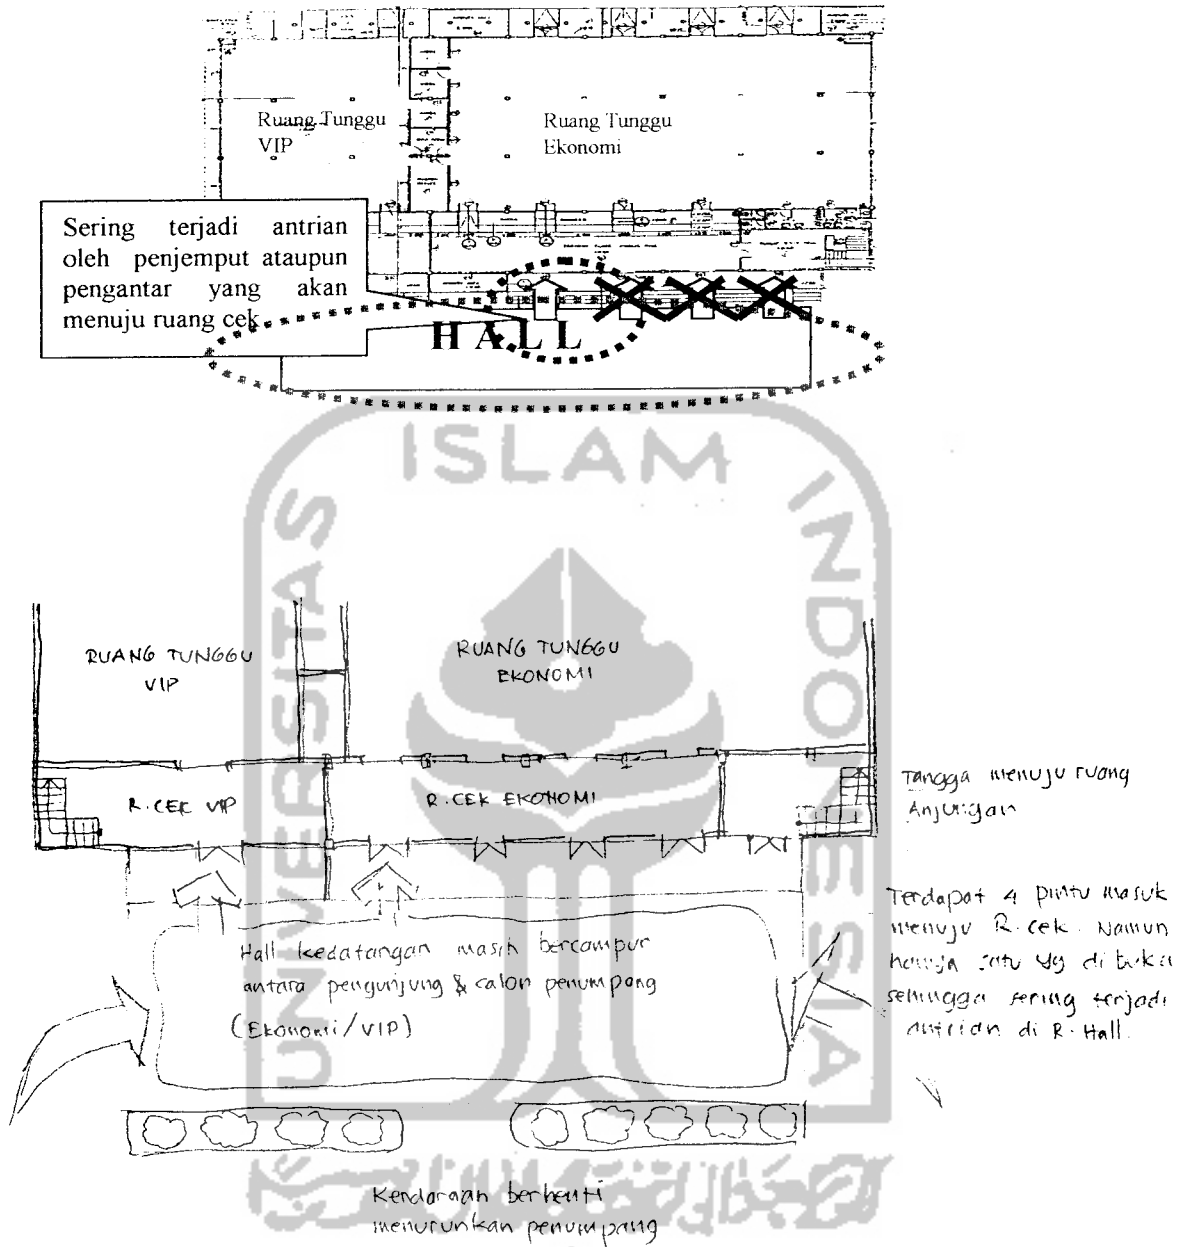 Ruang Tunggu
VIP
Ruang Tunggu
Ekonomi
Sering terjadi antrian
oleh penjemput ataupun
pengantar yang akan
menuju ruang cek
HALL
ISLAM
UNIVERSITAS
INDONESIA
RUANG TUNGGU
VIP
RUANG TUNGGU
EKONOMI
R. CEK VIP
R. CEK EKONOMI
Tangga menuju ruang
Anjungan
Terdapat 4 pintu masuk
menuju R. cek. Namun
hanya satu yg di buka
sehingga sering terjadi
antrian di R. Hall.
Hall kedatangan masih bercampur
antara pengunjung & calon penumpang
(Ekonomi/VIP)
Kendaraan berhenti
menurunkan penumpang